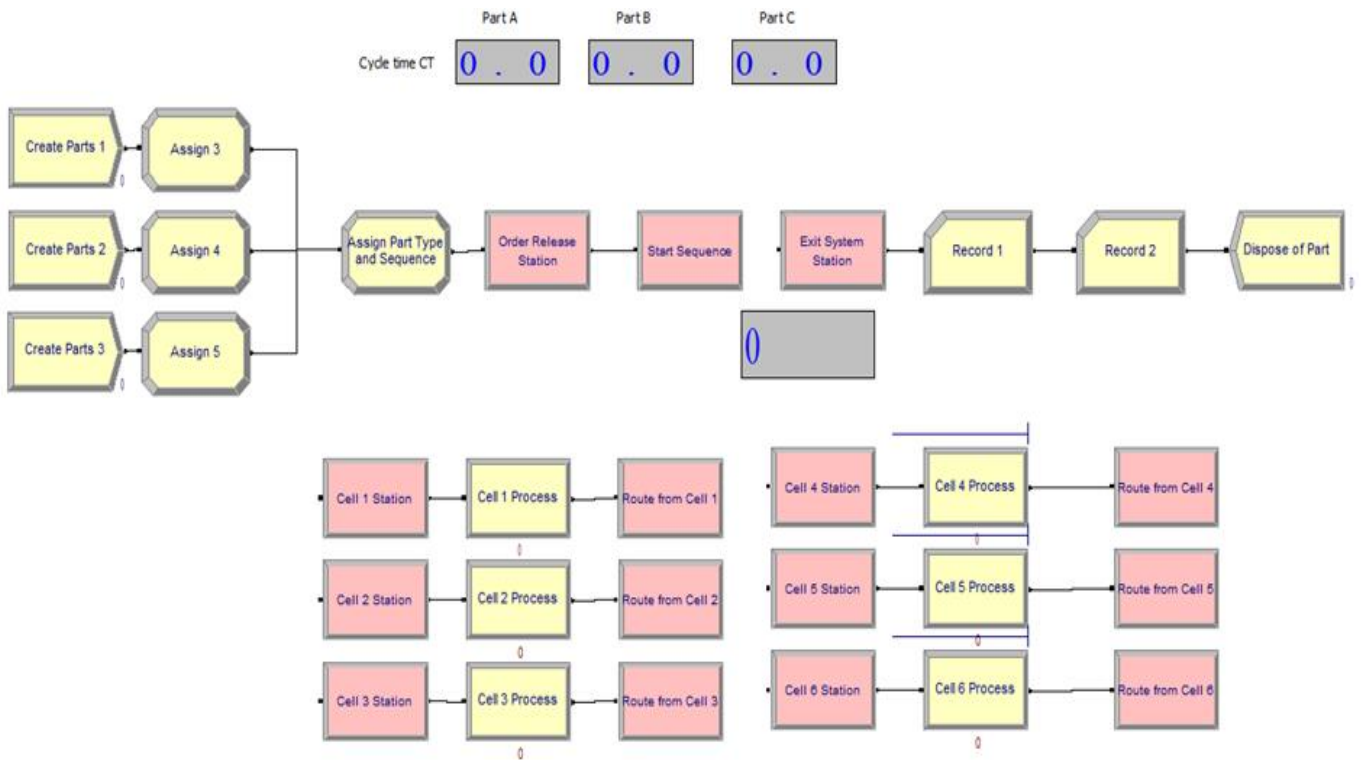 Part A
Part B
Part C
Cycle time CT
0 . 0
0 . 0
0 . 0
Create Parts 1
0
Assign 3
Create Parts 2
0
Assign 4
Create Parts 3
0
Assign 5
Assign Part Type
and Sequence
Order Release
Station
Start Sequence
Exit System
Station
Record 1
Record 2
Dispose of Part
0
0
Cell 1 Station
Cell 1 Process
0
Route from Cell 1
Cell 2 Station
Cell 2 Process
0
Route from Cell 2
Cell 3 Station
Cell 3 Process
0
Route from Cell 3
Cell 4 Station
Cell 4 Process
0
Route from Cell 4
Cell 5 Station
Cell 5 Process
0
Route from Cell 5
Cell 6 Station
Cell 6 Process
0
Route from Cell 6